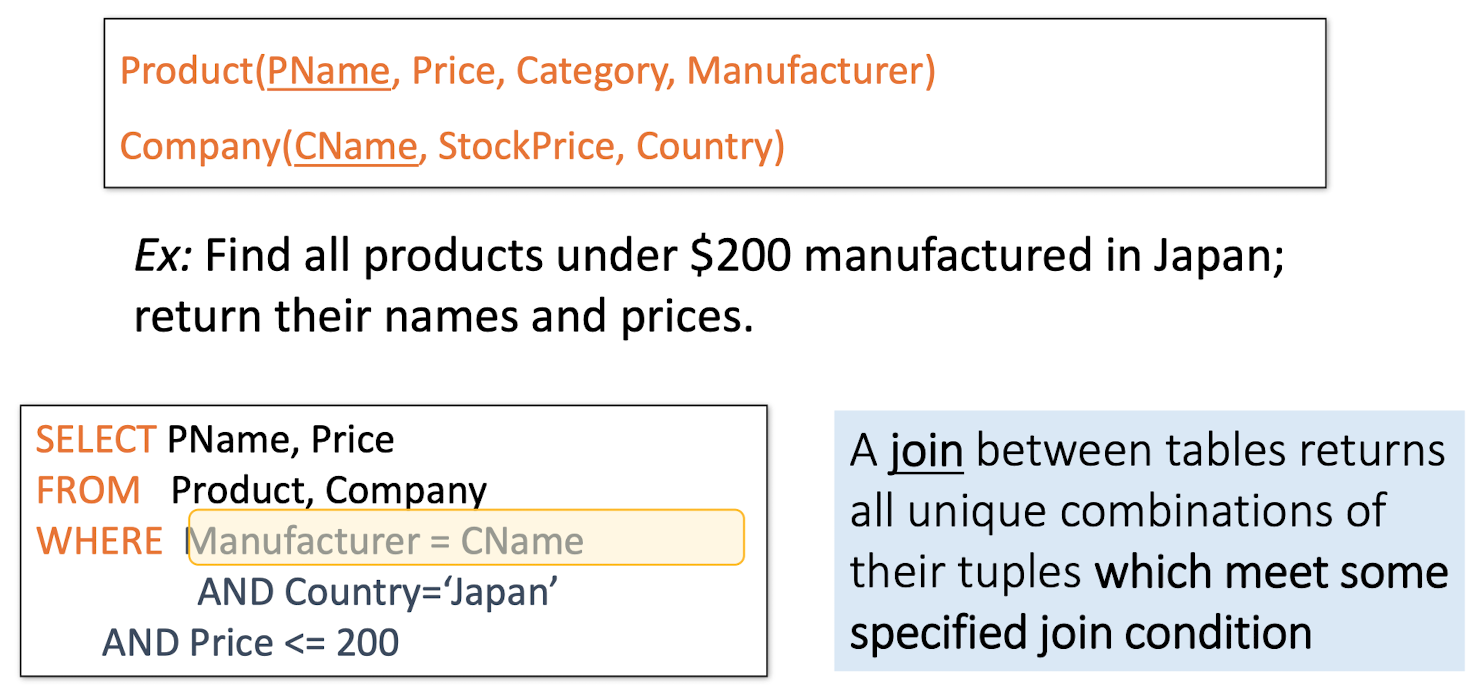 Product(PName, Price, Category, Manufacturer)
Company(CName, StockPrice, Country)
Ex: Find all products under $200 manufactured in Japan;
return their names and prices.
SELECT PName, Price
FROM Product, Company
WHERE Manufacturer = CName
AND Country=‘Japan’
AND Price <= 200
A join between tables returns
all unique combinations of
their tuples which meet some
specified join condition